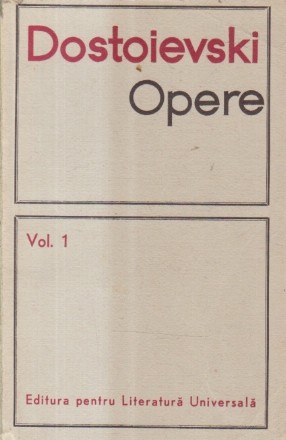 Dostoievski
Opere
Vol. 1
Editura pentru Literatură Universală